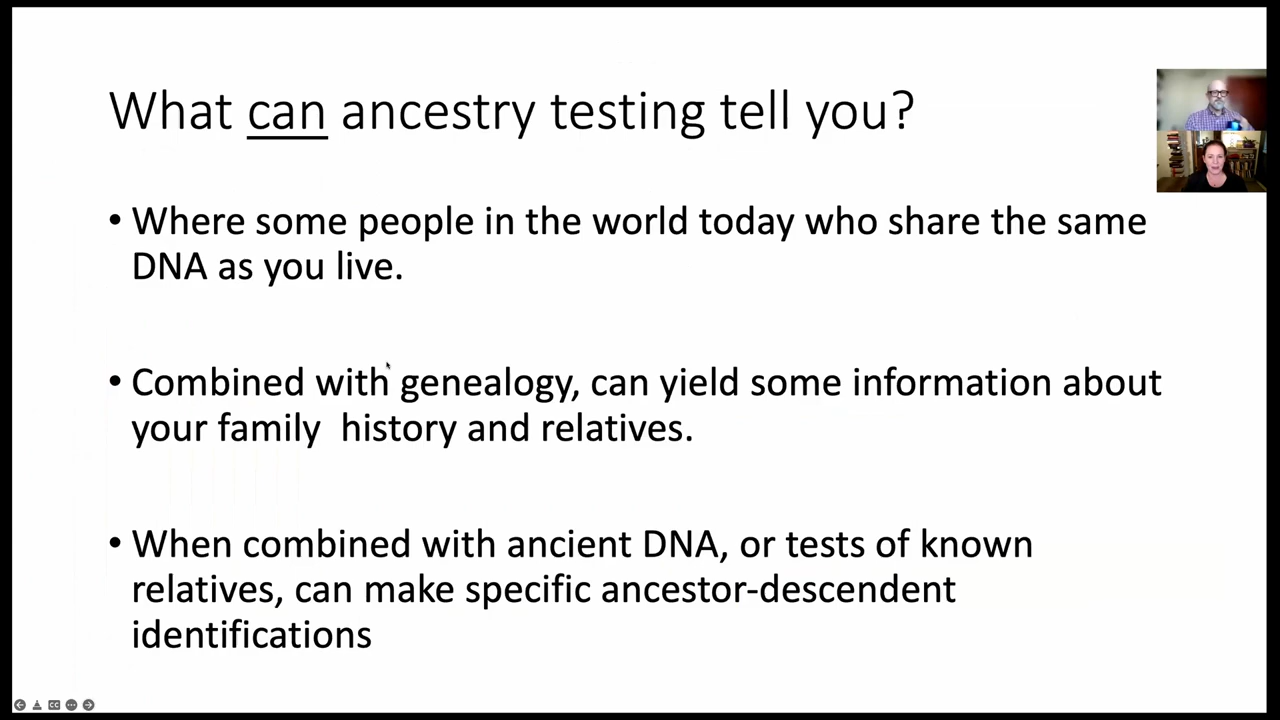 What can ancestry testing tell you?
• Where some people in the world today who share the same
DNA as you live.
• Combined with genealogy, can yield some information about
your family  history and relatives.
• When combined with ancient DNA, or tests of known
relatives, can make specific ancestor-descendent
identifications
CC